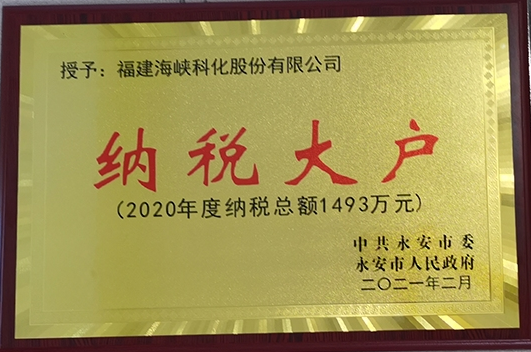 授予：福建海峡科化股份有限公司
纳税大户
(2020年度纳税总额1493万元)
中共永安市委
永安市人民政府
二〇二一年二月